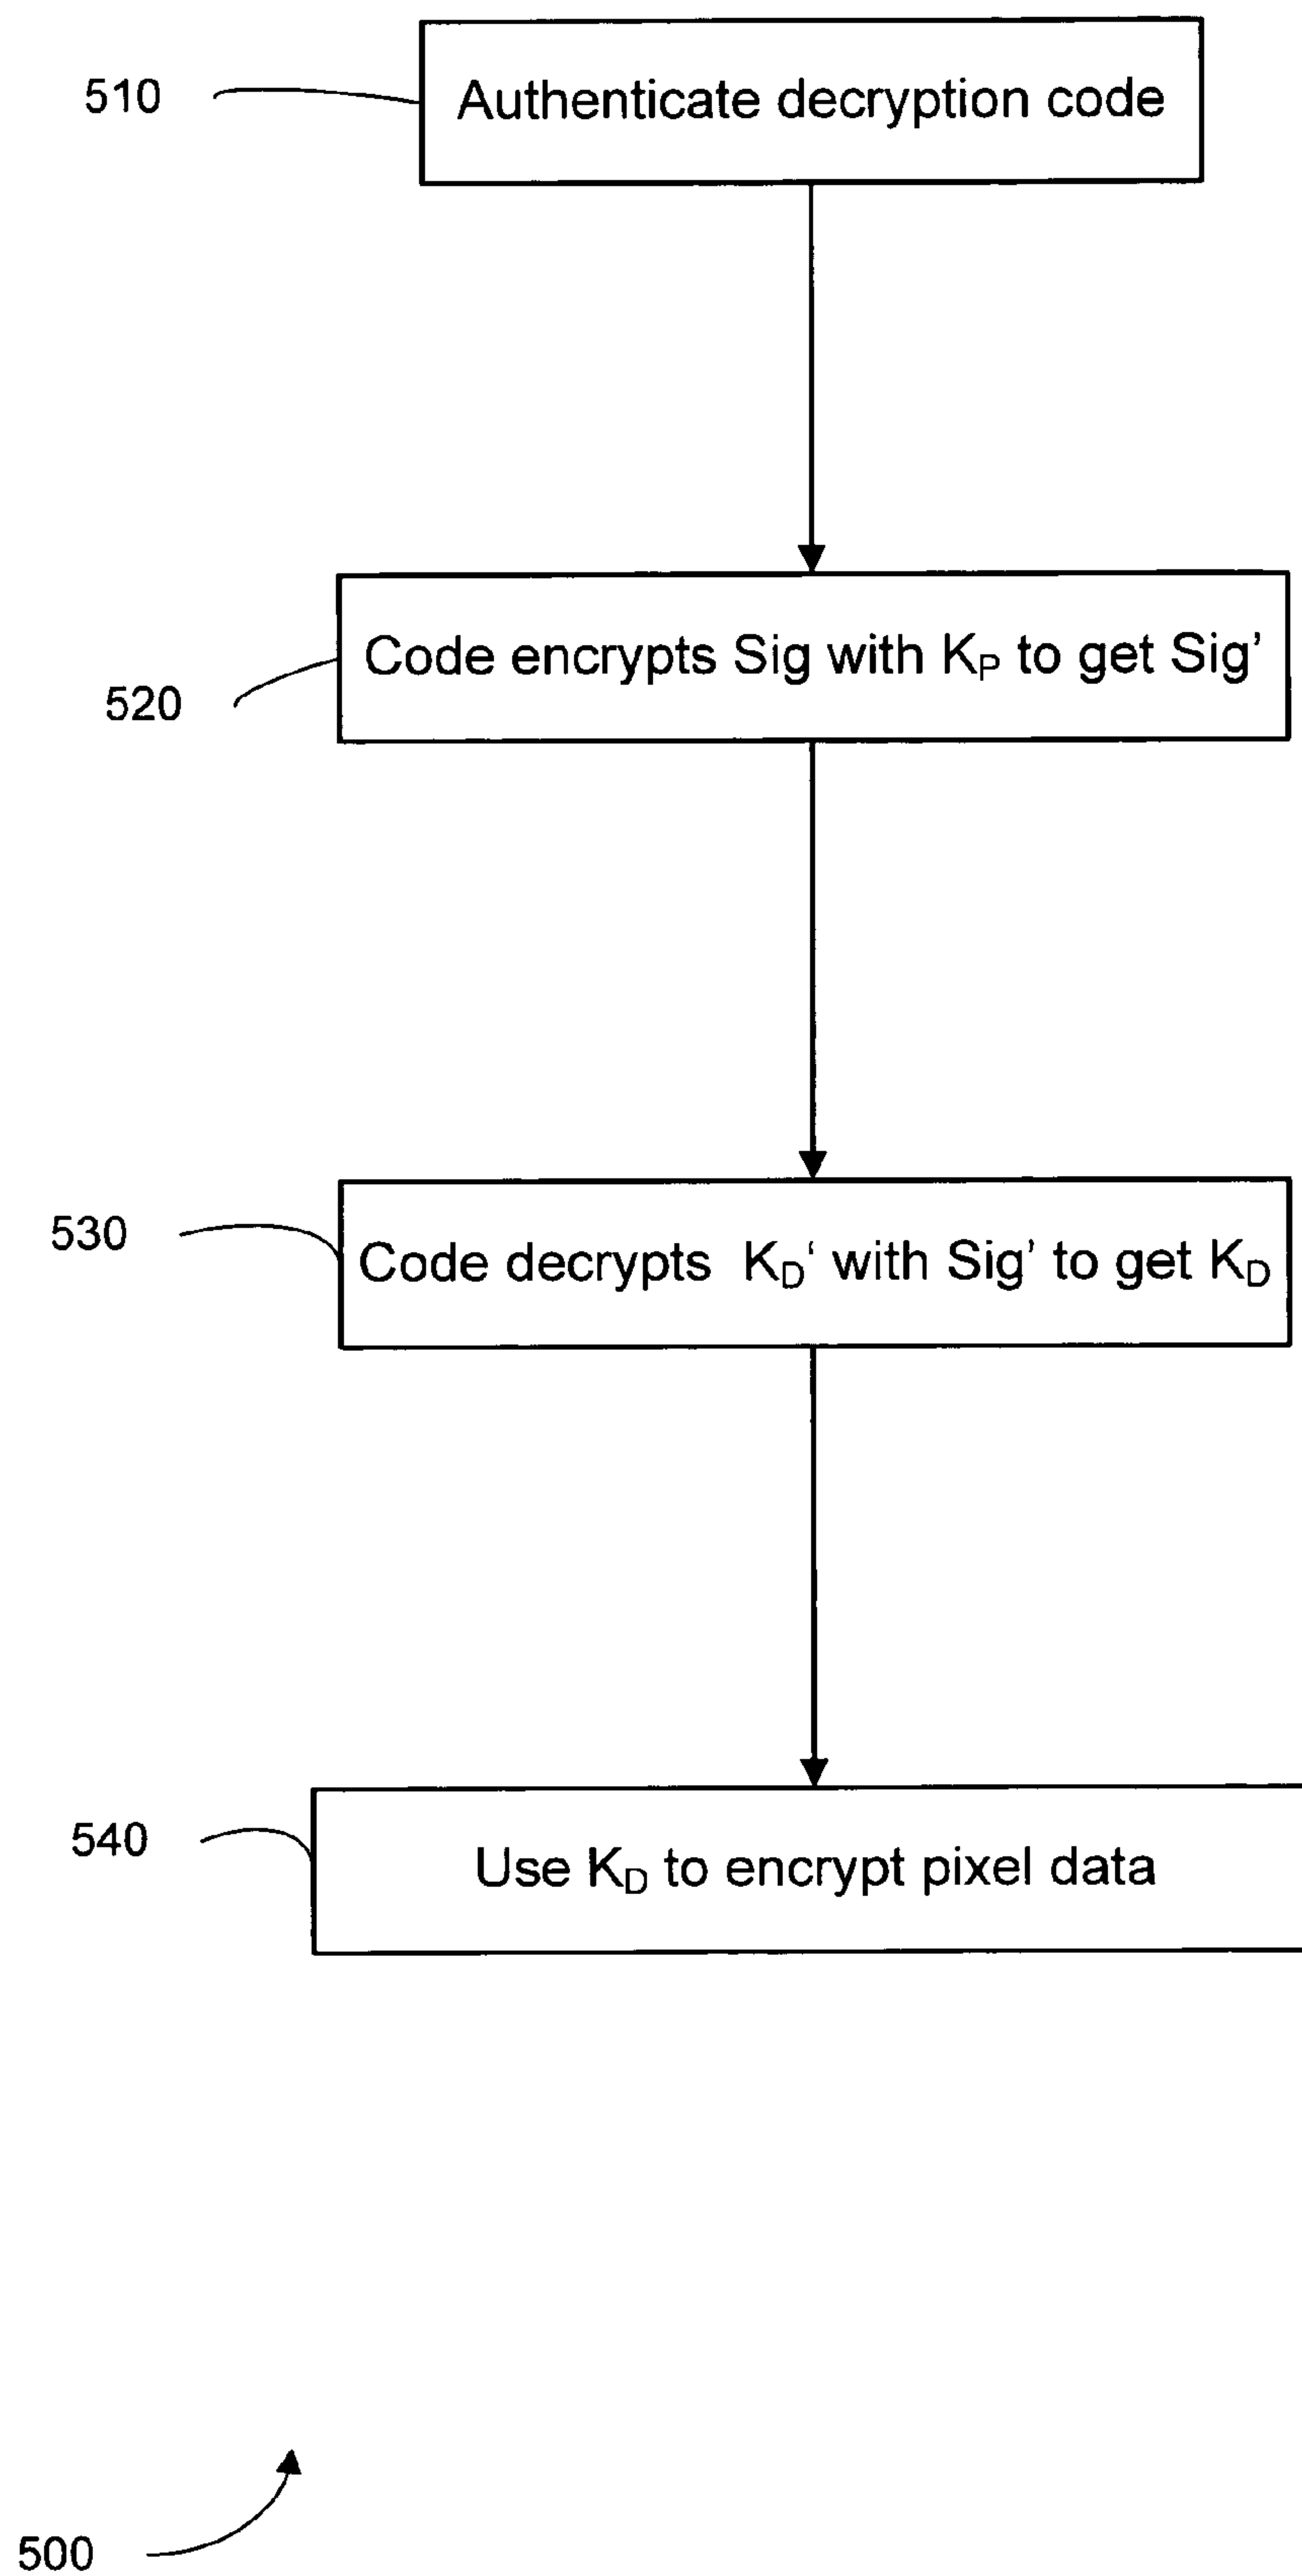 510
Authenticate decryption code
Code encrypts Sig with KP to get Sig’
520
530
Code decrypts KD‘ with Sig’ to get KD
540
Use KD to encrypt pixel data
500